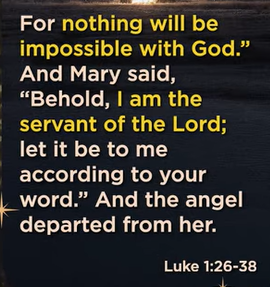 For nothing will be
impossible with God.”
And Mary said,
“Behold, I am the
servant of the Lord;
let it be to me
according to your
word.” And the angel
departed from her.
Luke 1:26-38